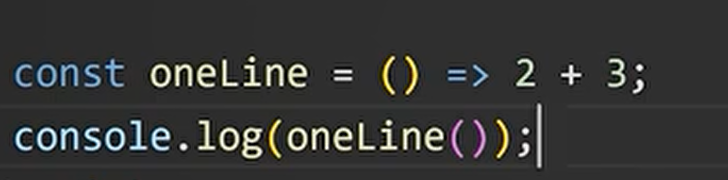 const oneLine = () => 2 + 3;
console.log(oneLine());